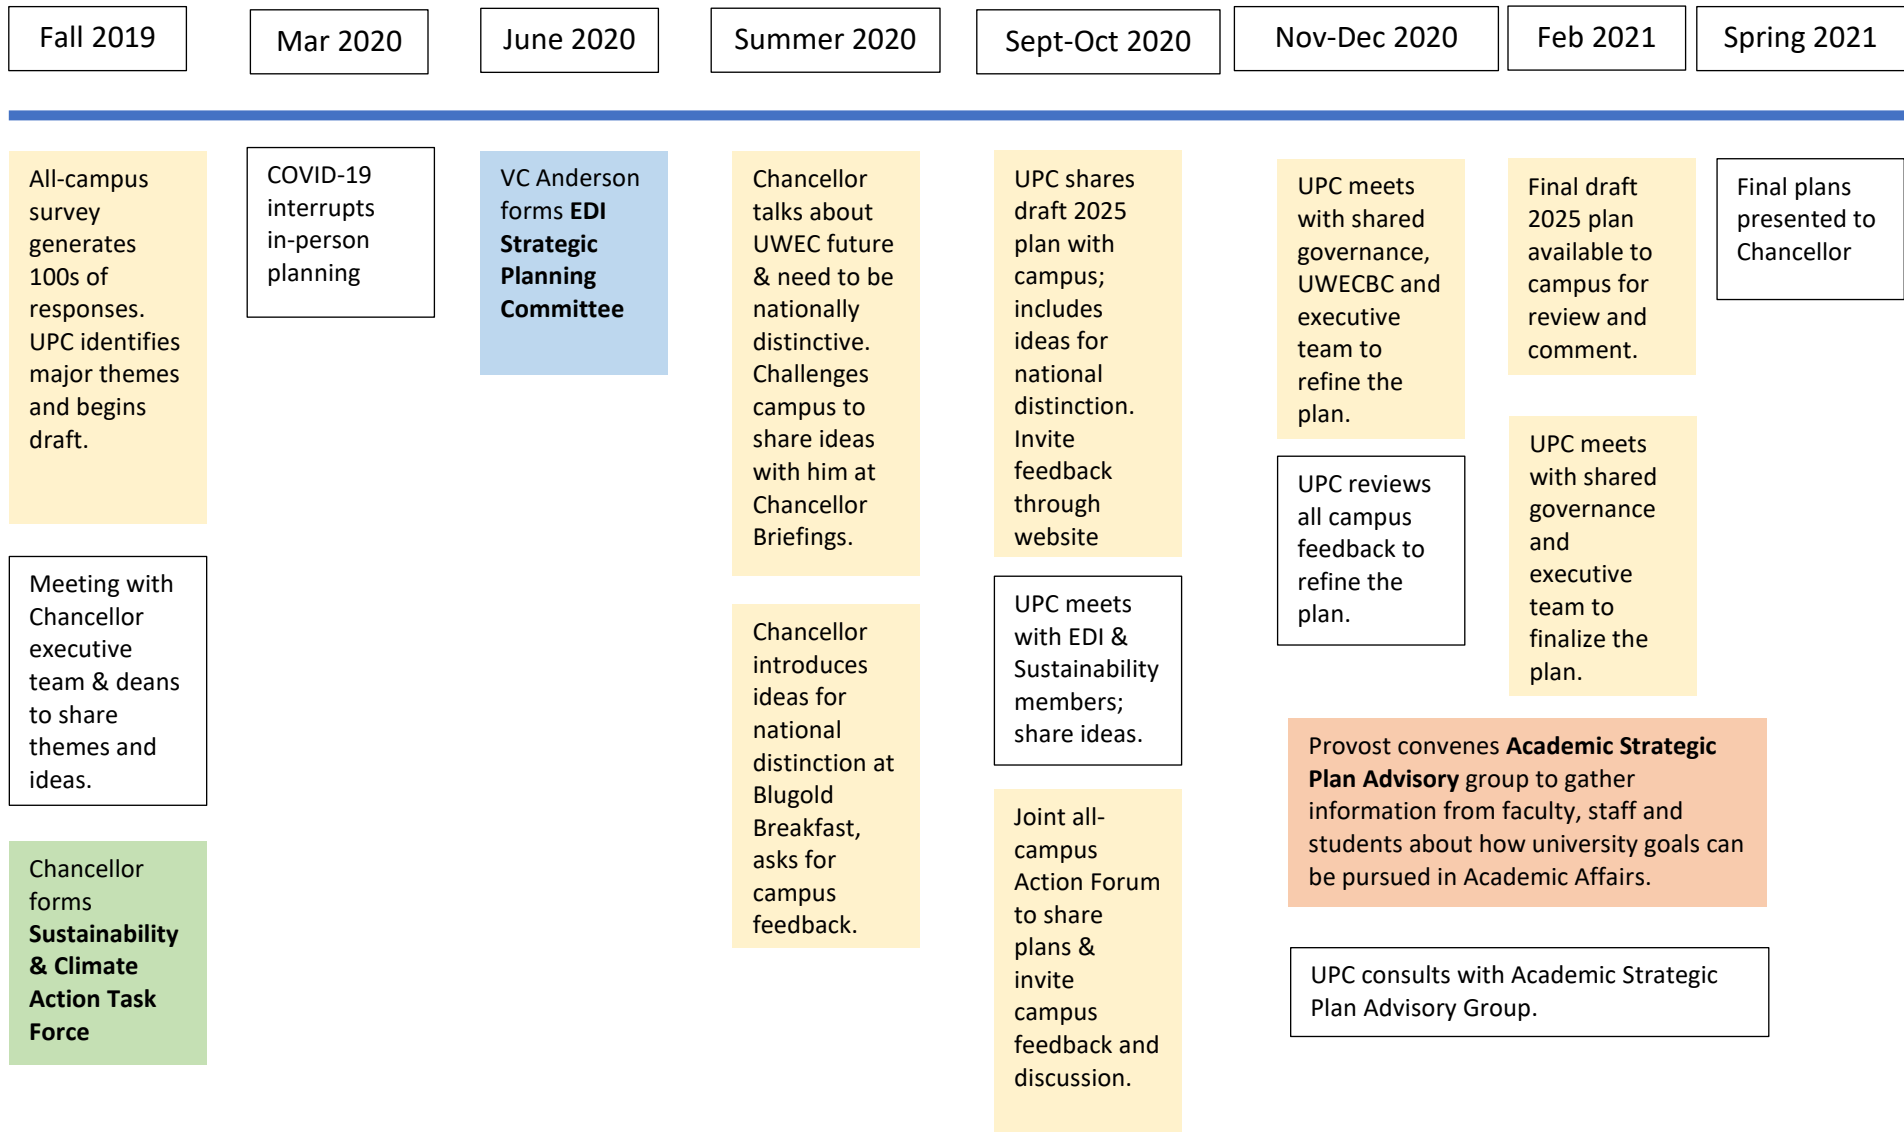 Fall 2019
Mar 2020
June 2020
Summer 2020
Sept-Oct 2020
Nov-Dec 2020
Feb 2021
Spring 2021
All-campus
survey
generates
100s of
responses.
UPC identifies
major themes
and begins
draft.
Meeting with
Chancellor
executive
team & deans
to share
themes and
ideas.
Chancellor
forms
Sustainability
& Climate
Action Task
Force
COVID-19
interrupts
in-person
planning
VC Anderson
forms EDI
Strategic
Planning
Committee
Chancellor
talks about
UWEC future
& need to be
nationally
distinctive.
Challenges
campus to
share ideas
with him at
Chancellor
Briefings.
Chancellor
introduces
ideas for
national
distinction at
Blugold
Breakfast,
asks for
campus
feedback.
UPC shares
draft 2025
plan with
campus;
includes
ideas for
national
distinction.
Invite
feedback
through
website
UPC meets
with EDI &
Sustainability
members;
share ideas.
Joint all-
campus
Action Forum
to share
plans &
invite
campus
feedback and
discussion.
UPC meets
with shared
governance,
UWECBC and
executive
team to
refine the
plan.
UPC reviews
all campus
feedback to
refine the
plan.
Final draft
2025 plan
available to
campus for
review and
comment.
UPC meets
with shared
governance
and
executive
team to
finalize the
plan.
Final plans
presented to
Chancellor
Provost convenes Academic Strategic
Plan Advisory group to gather
information from faculty, staff and
students about how university goals can
be pursued in Academic Affairs.
UPC consults with Academic Strategic
Plan Advisory Group.